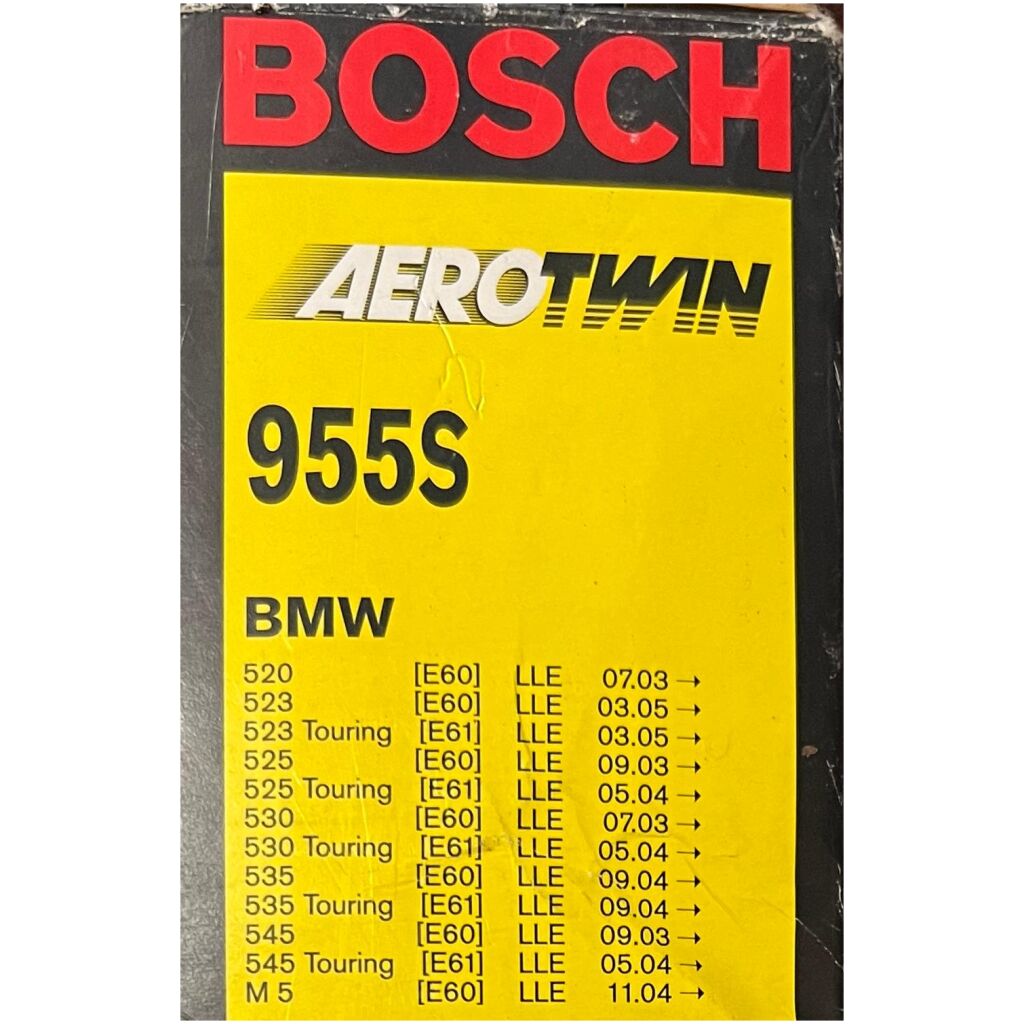 BOSCH
AEROTWIN
955S
BMW
520 [E60] LLE 07.03 →
523 [E60] LLE 03.05 →
523 Touring [E61] LLE 03.05 →
525 [E60] LLE 09.03 →
525 Touring [E61] LLE 05.04 →
530 [E60] LLE 07.03 →
530 Touring [E61] LLE 05.04 →
535 [E60] LLE 09.04 →
535 Touring [E61] LLE 09.04 →
545 [E60] LLE 09.03 →
545 Touring [E61] LLE 05.04 →
M 5 [E60] LLE 11.04 →